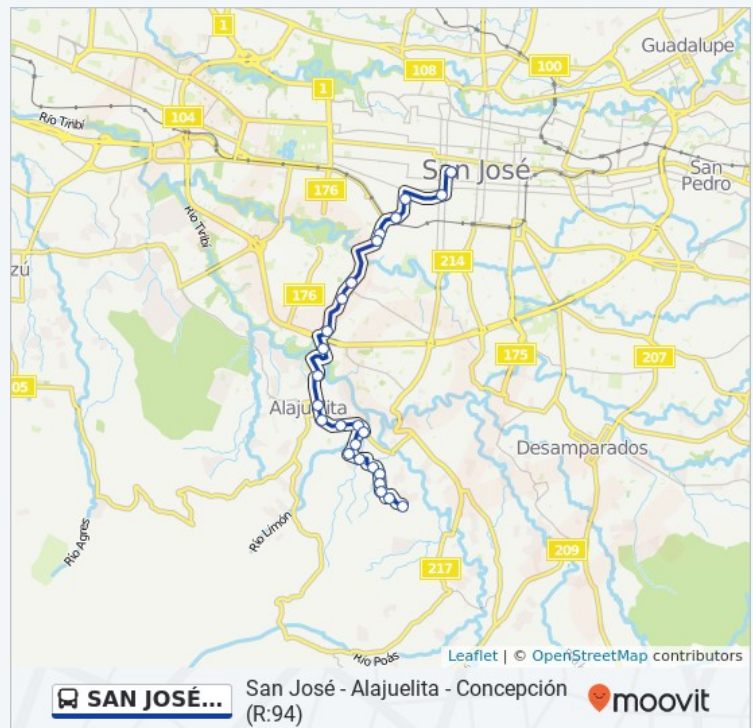 1
Guadalupe
108
100
1
Río Tiribí
104
San José
San
Pedro
176
Río Tiribí
zú
214
176
175
207
05
Alajuelita
Desamparados
Río Agres
Río Limón
209
217
Río Poás
Leaflet | © OpenStreetMap contributors
SAN JOSÉ...
San José - Alajuelita - Concepción
(R:94)
moovit